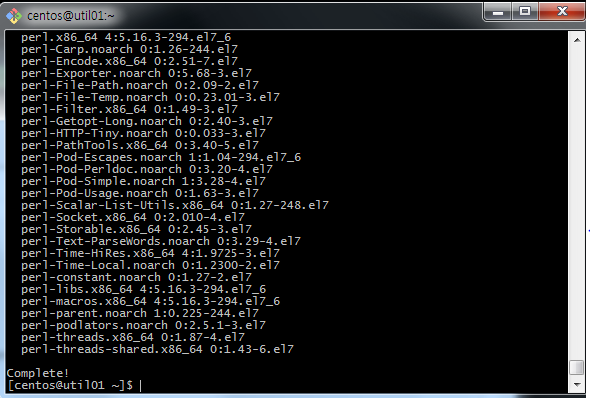 centos@util01:~
perl.x86_64 4:5.16.3-294.el7_6
perl-Carp.noarch 0:1.26-244.el7
perl-Encode.x86_64 0:2.51-7.el7
perl-Exporter.noarch 0:5.68-3.el7
perl-File-Path.noarch 0:2.09-2.el7
perl-File-Temp.noarch 0:0.23.01-3.el7
perl-Filter.x86_64 0:1.49-3.el7
perl-Getopt-Long.noarch 0:2.40-3.el7
perl-HTTP-Tiny.noarch 0:0.033-3.el7
perl-PathTools.x86_64 0:3.40-5.el7
perl-Pod-Escapes.noarch 1:1.04-294.el7_6
perl-Pod-Perldoc.noarch 0:3.20-4.el7
perl-Pod-Simple.noarch 1:3.28-4.el7
perl-Pod-Usage.noarch 0:1.63-3.el7
perl-Scalar-List-Utils.x86_64 0:1.27-248.el7
perl-Socket.x86_64 0:2.010-4.el7
perl-Storable.x86_64 0:2.45-3.el7
perl-Text-ParseWords.noarch 0:3.29-4.el7
perl-Time-HiRes.x86_64 4:1.9725-3.el7
perl-Time-Local.noarch 0:1.2300-2.el7
perl-constant.noarch 0:1.27-2.el7
perl-libs.x86_64 4:5.16.3-294.el7_6
perl-macros.x86_64 4:5.16.3-294.el7_6
perl-parent.noarch 1:0.225-244.el7
perl-podlators.noarch 0:2.5.1-3.el7
perl-threads.x86_64 0:1.87-4.el7
perl-threads-shared.x86_64 0:1.43-6.el7
Complete!
[centos@util01 ~]$